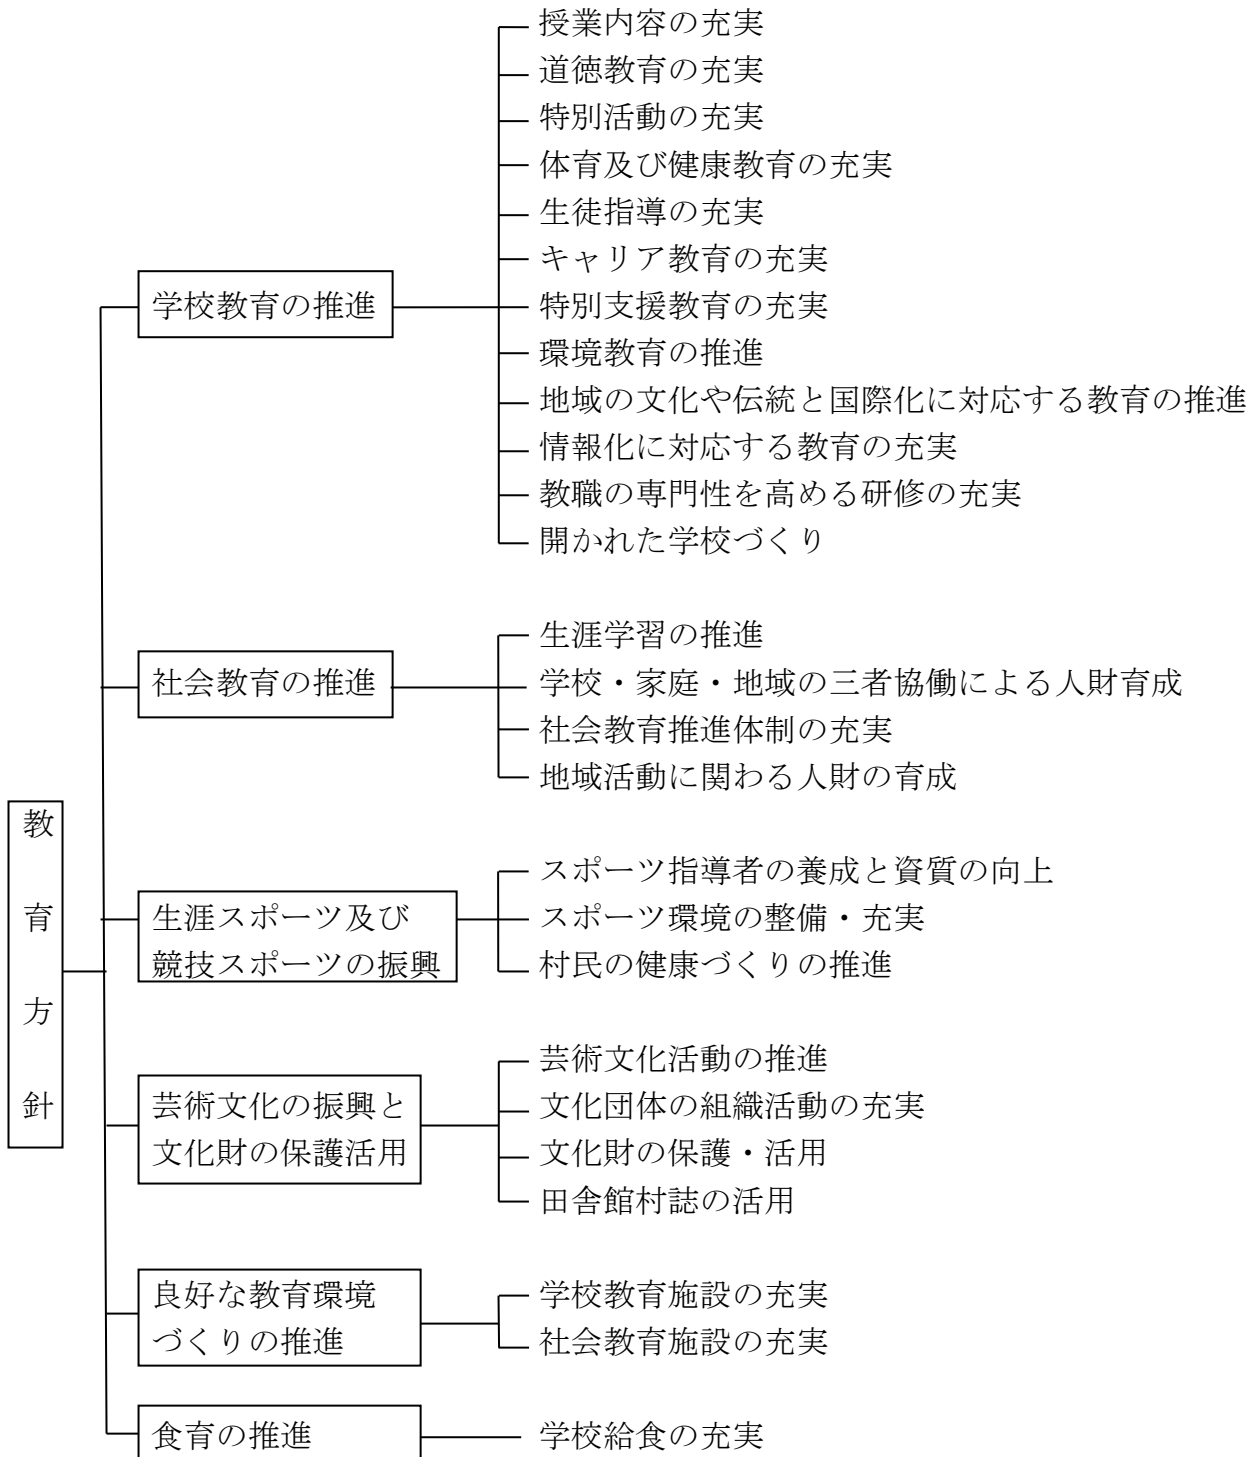 教育方針
学校教育の推進
授業内容の充実
道徳教育の充実
特別活動の充実
体育及び健康教育の充実
生徒指導の充実
キャリア教育の充実
特別支援教育の充実
環境教育の推進
地域の文化や伝統と国際化に対応する教育の推進
情報化に対応する教育の充実
教職の専門性を高める研修の充実
開かれた学校づくり
社会教育の推進
生涯学習の推進
学校・家庭・地域の三者協働による人財育成
社会教育推進体制の充実
地域活動に関わる人財の育成
生涯スポーツ及び
競技スポーツの振興
スポーツ指導者の養成と資質の向上
スポーツ環境の整備・充実
村民の健康づくりの推進
芸術文化の振興と
文化財の保護活用
芸術文化活動の推進
文化団体の組織活動の充実
文化財の保護・活用
田舎館村誌の活用
良好な教育環境
づくりの推進
学校教育施設の充実
社会教育施設の充実
食育の推進
学校給食の充実